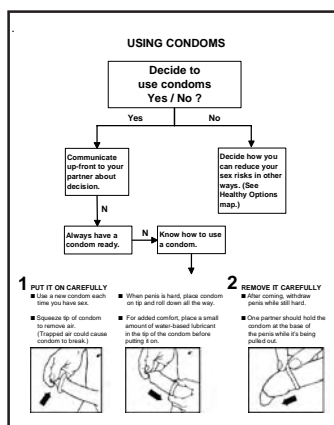 USING CONDOMS
Decide to
use condoms
Yes / No ?
Yes
No
Communicate
up-front to your
partner about
decision.
Decide how you
can reduce your
sex risks in other
ways. (See
Healthy Options
map.)
N
Always have a
condom ready.
N
Know how to use
a condom.
1 PUT IT ON CAREFULLY
■ Use a new condom each
time you have sex.
■ Squeeze tip of condom
to remove air.
(Trapped air could cause
condom to break.)
■ When penis is hard, place condom
on tip and roll down all the way.
■ For added comfort, place a small
amount of water-based lubricant
in the tip of the condom before
putting it on.
2 REMOVE IT CAREFULLY
■ After coming, withdraw
penis while still hard.
■ One partner should hold the
condom at the base of
the penis while it's being
pulled out.